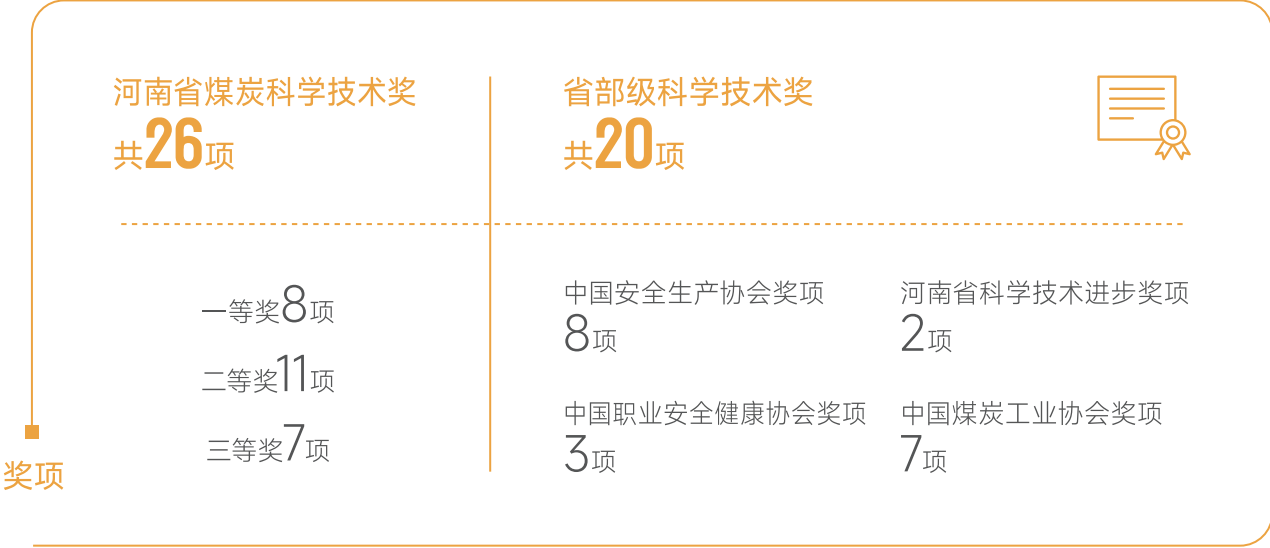 河南省煤炭科学技术奖
共26项
一等奖8项
二等奖11项
三等奖7项
省部级科学技术奖
共20项
中国安全生产协会奖项
8项
河南省科学技术进步奖项
2项
中国职业安全健康协会奖项
3项
中国煤炭工业协会奖项
7项
奖项